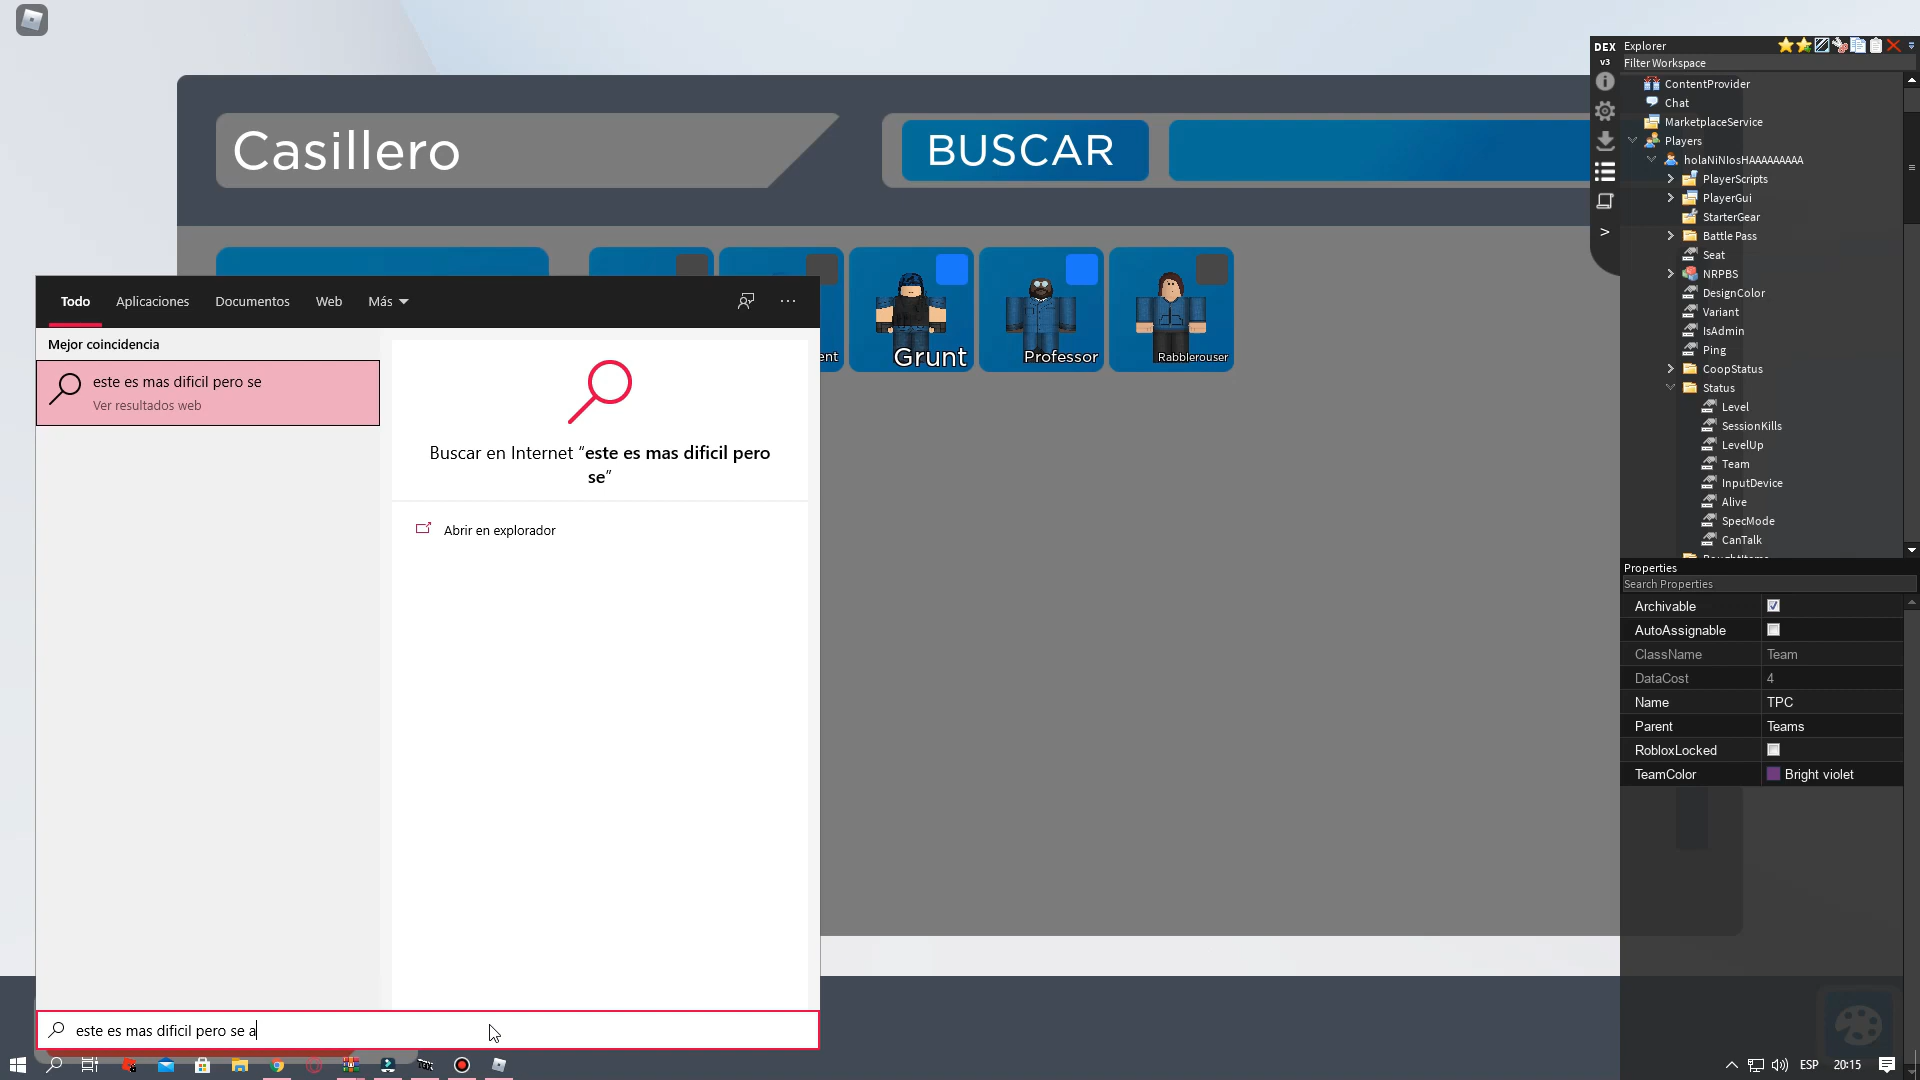 Casillero
BUSCAR
ent
Grunt
Professor
Rabblerouser
Todo
Aplicaciones
Documentos
Web
Más
Mejor coincidencia
este es mas dificil pero se
Ver resultados web
Buscar en Internet “este es mas dificil pero
se”
Abrir en explorador
este es mas dificil pero se a
DEX
v3
Explorer
Filter Workspace
ContentProvider
Chat
MarketplaceService
Players
holaNiNIosHAAAAAAAAA
PlayerScripts
PlayerGui
StarterGear
Battle Pass
Seat
NRPBS
DesignColor
Variant
IsAdmin
Ping
CoopStatus
Status
Level
SessionKills
LevelUp
Team
InputDevice
Alive
SpecMode
CanTalk
Properties
Search Properties
Archivable
AutoAssignable
ClassName Team
DataCost 4
Name TPC
Parent Teams
RobloxLocked
TeamColor Bright violet
ESP 20:15